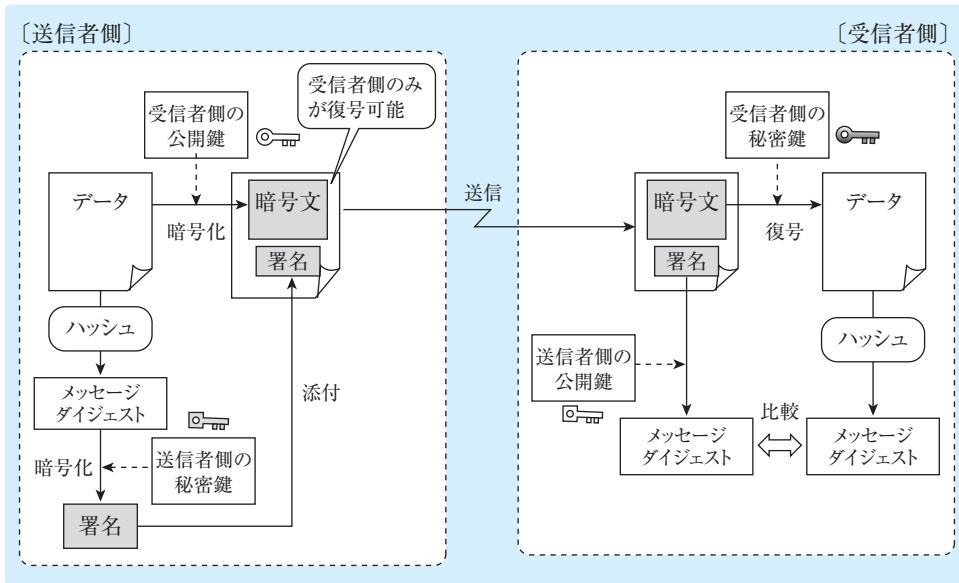 〔送信者側〕
受信者側の
公開鍵
受信者側のみ
が復号可能
データ
暗号化
暗号文
署名
ハッシュ
メッセージ
ダイジェスト
暗号化
送信者側の
秘密鍵
署名
添付
送信
〔受信者側〕
受信者側の
秘密鍵
暗号文
署名
復号
データ
ハッシュ
送信者側の
公開鍵
メッセージ
ダイジェスト
比較
メッセージ
ダイジェスト